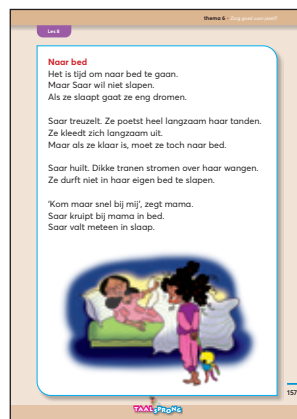 thema 6 - Zorg goed voor jezelf!
Les 8
Naar bed
Het is tijd om naar bed te gaan.
Maar Saar wil niet slapen.
Als ze slaapt gaat ze eng dromen.
Saar treuzelt. Ze poetst heel langzaam haar tanden.
Ze kleedt zich langzaam uit.
Maar als ze klaar is, moet ze toch naar bed.
Saar huilt. Dikke tranen stromen over haar wangen.
Ze durft niet in haar eigen bed te slapen.
'Kom maar snel bij mij', zegt mama.
Saar kruipt bij mama in bed.
Saar valt meteen in slaap.
157
TAALSPRONG